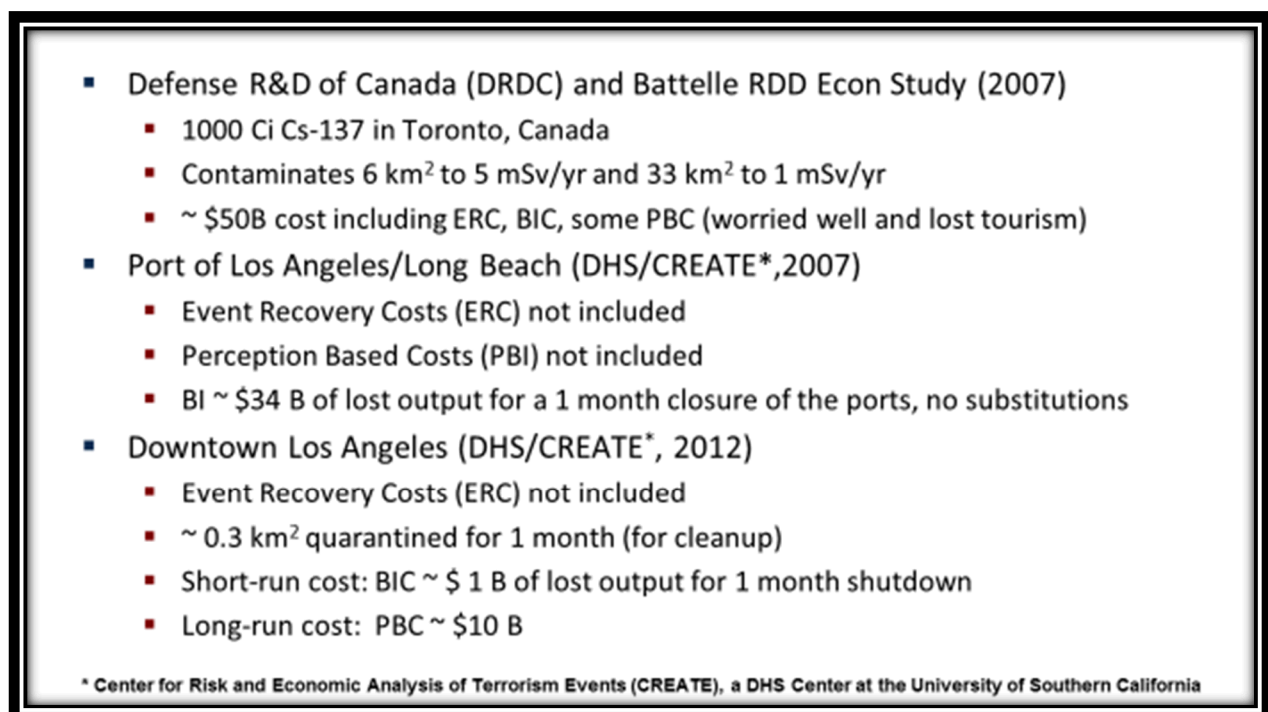 ▪ Defense R&D of Canada (DRDC) and Battelle RDD Econ Study (2007)
▪ 1000 Ci Cs-137 in Toronto, Canada
▪ Contaminates 6 km² to 5 mSv/yr and 33 km² to 1 mSv/yr
▪ ~ $50B cost including ERC, BIC, some PBC (worried well and lost tourism)
▪ Port of Los Angeles/Long Beach (DHS/CREATE*,2007)
▪ Event Recovery Costs (ERC) not included
▪ Perception Based Costs (PBI) not included
▪ BI ~ $34 B of lost output for a 1 month closure of the ports, no substitutions
▪ Downtown Los Angeles (DHS/CREATE*, 2012)
▪ Event Recovery Costs (ERC) not included
▪ ~ 0.3 km² quarantined for 1 month (for cleanup)
▪ Short-run cost: BIC ~ $ 1 B of lost output for 1 month shutdown
▪ Long-run cost: PBC ~ $10 B
* Center for Risk and Economic Analysis of Terrorism Events (CREATE), a DHS Center at the University of Southern California